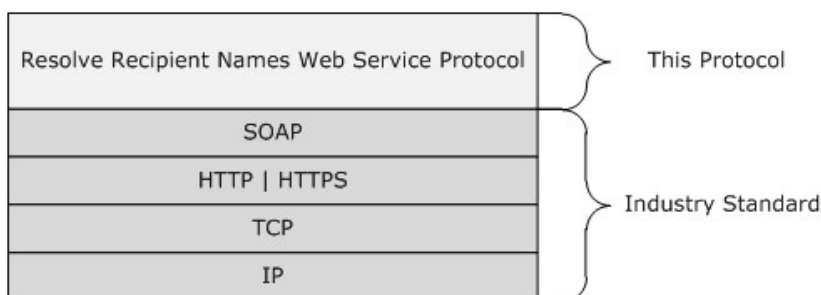 Resolve Recipient Names Web Service Protocol
This Protocol
SOAP
HTTP | HTTPS
TCP
Industry Standard
IP